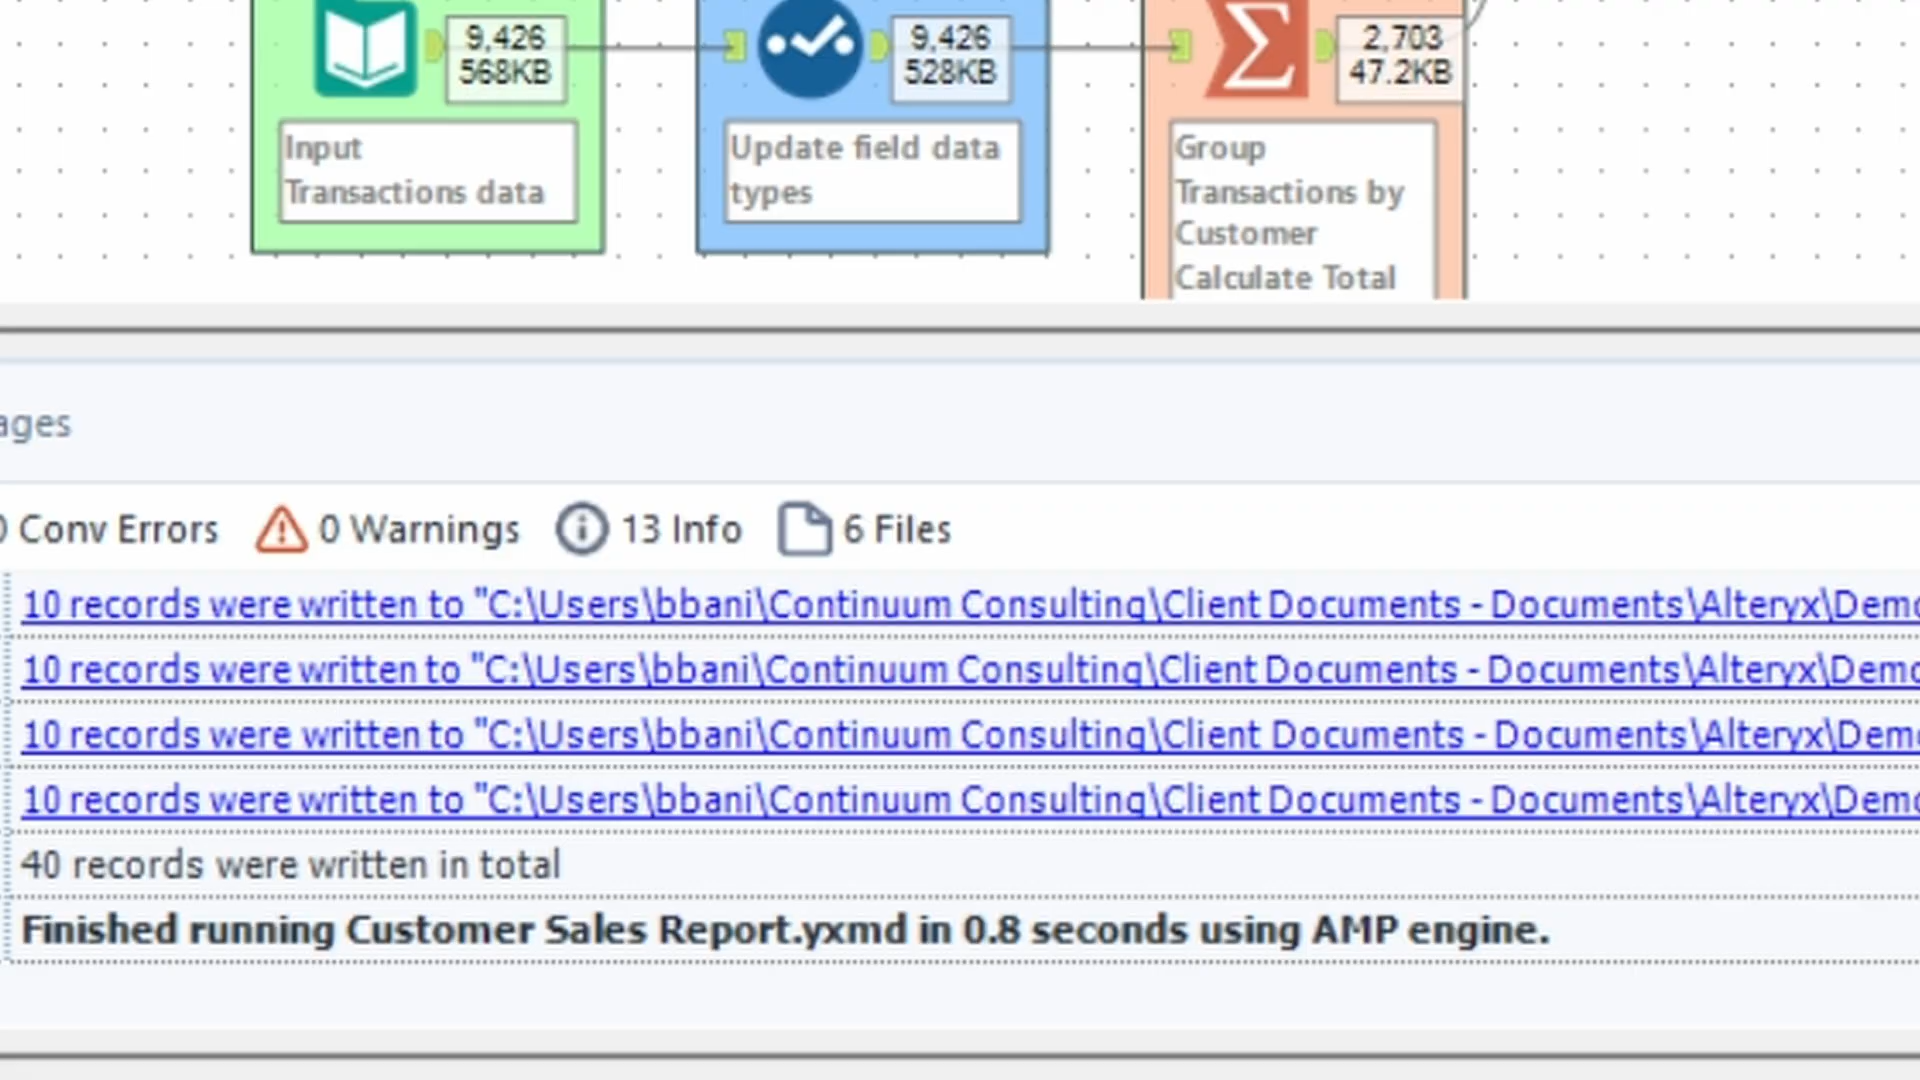 9,426
568KB
9,426
528KB
2,703
47.2KB
Input
Transactions data
Update field data
types
Group
Transactions by
Customer
Calculate Total
ages
0 Conv Errors 0 Warnings 13 Info 6 Files
10 records were written to "C:\Users\bbani\Continuum Consulting\Client Documents - Documents\Alteryx\Demo
10 records were written to "C:\Users\bbani\Continuum Consulting\Client Documents - Documents\Alteryx\Demo
10 records were written to "C:\Users\bbani\Continuum Consulting\Client Documents - Documents\Alteryx\Demo
10 records were written to "C:\Users\bbani\Continuum Consulting\Client Documents - Documents\Alteryx\Demo
40 records were written in total
Finished running Customer Sales Report.yxmd in 0.8 seconds using AMP engine.